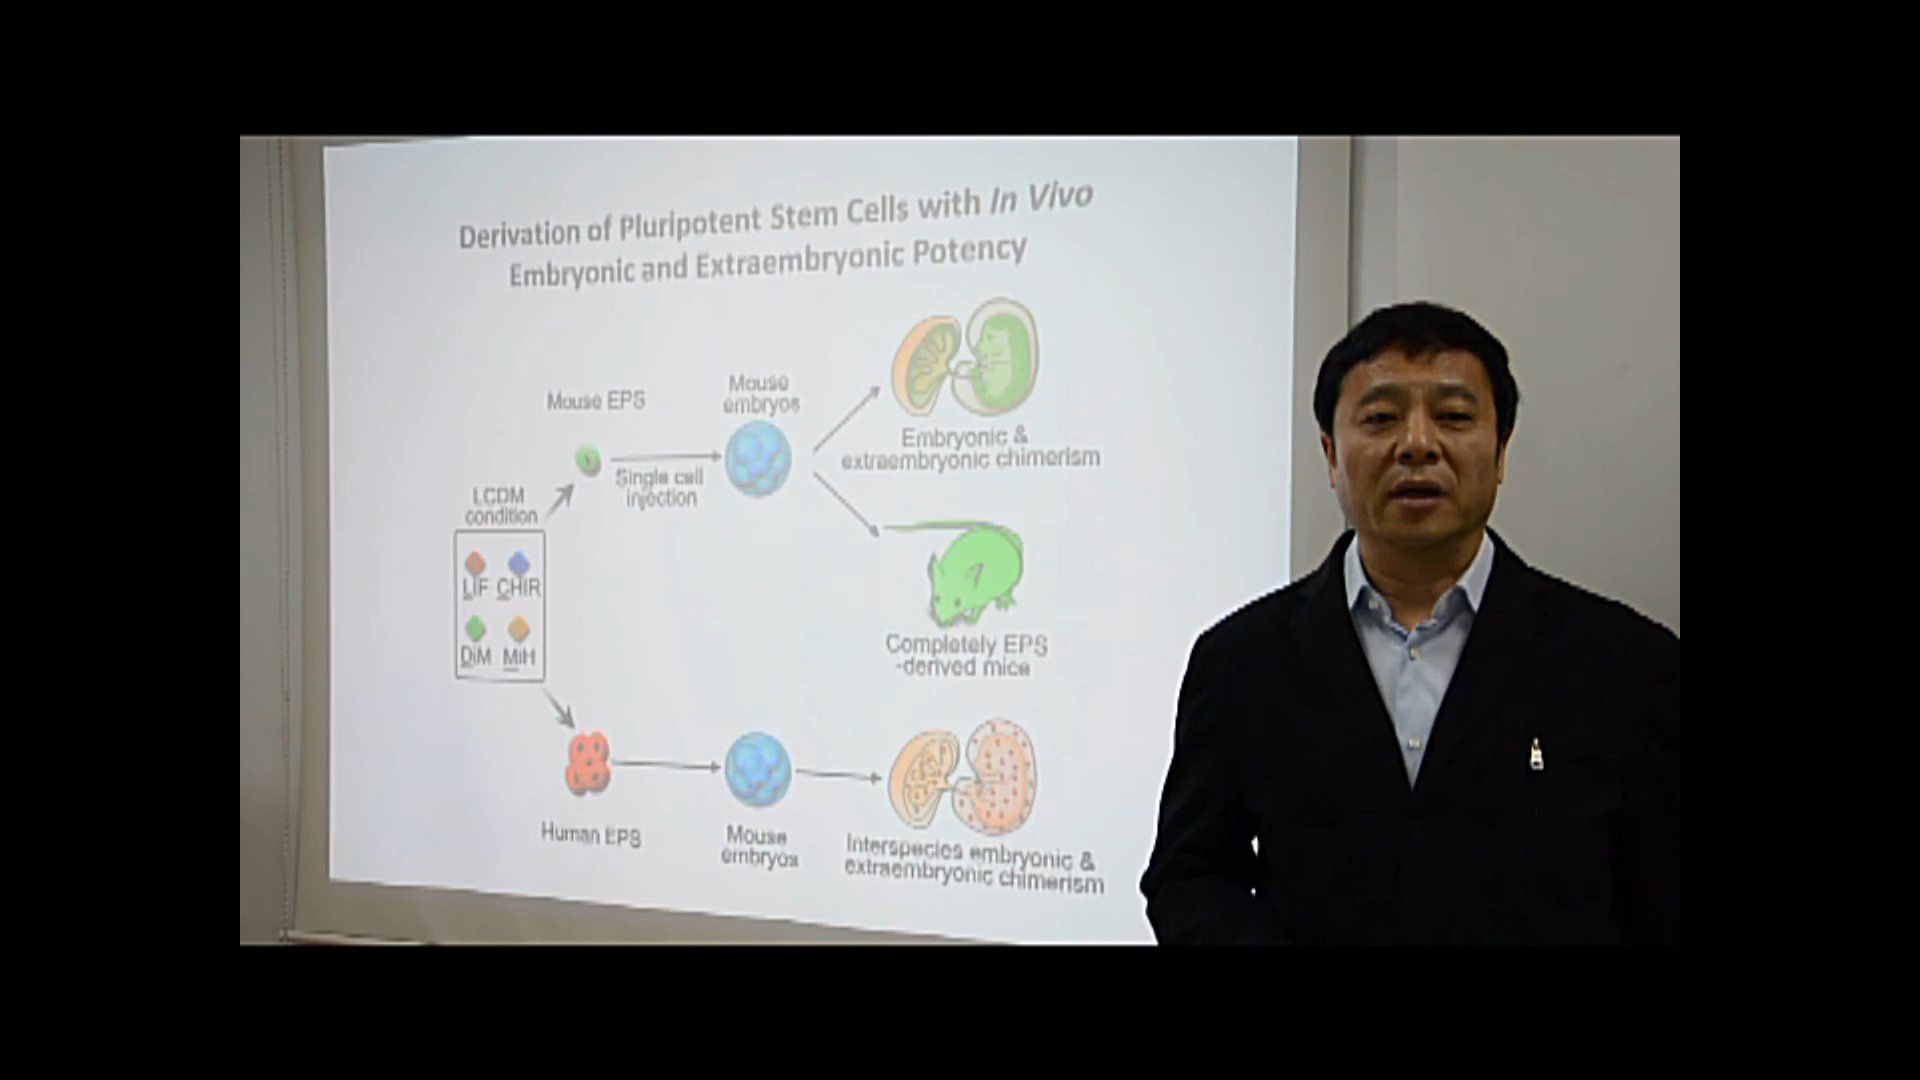 Derivation of Pluripotent Stem Cells with In Vivo
Embryonic and Extraembryonic Potency
Mouse EPS
Mouse
embryos
Single cell
injection
Embryonic &
extraembryonic chimerism
LCDM
condition
LIF CHIR
DiM MiH
Completely EPS
-derived mice
Human EPS
Mouse
embryos
Interspecies embryonic &
extraembryonic chimerism